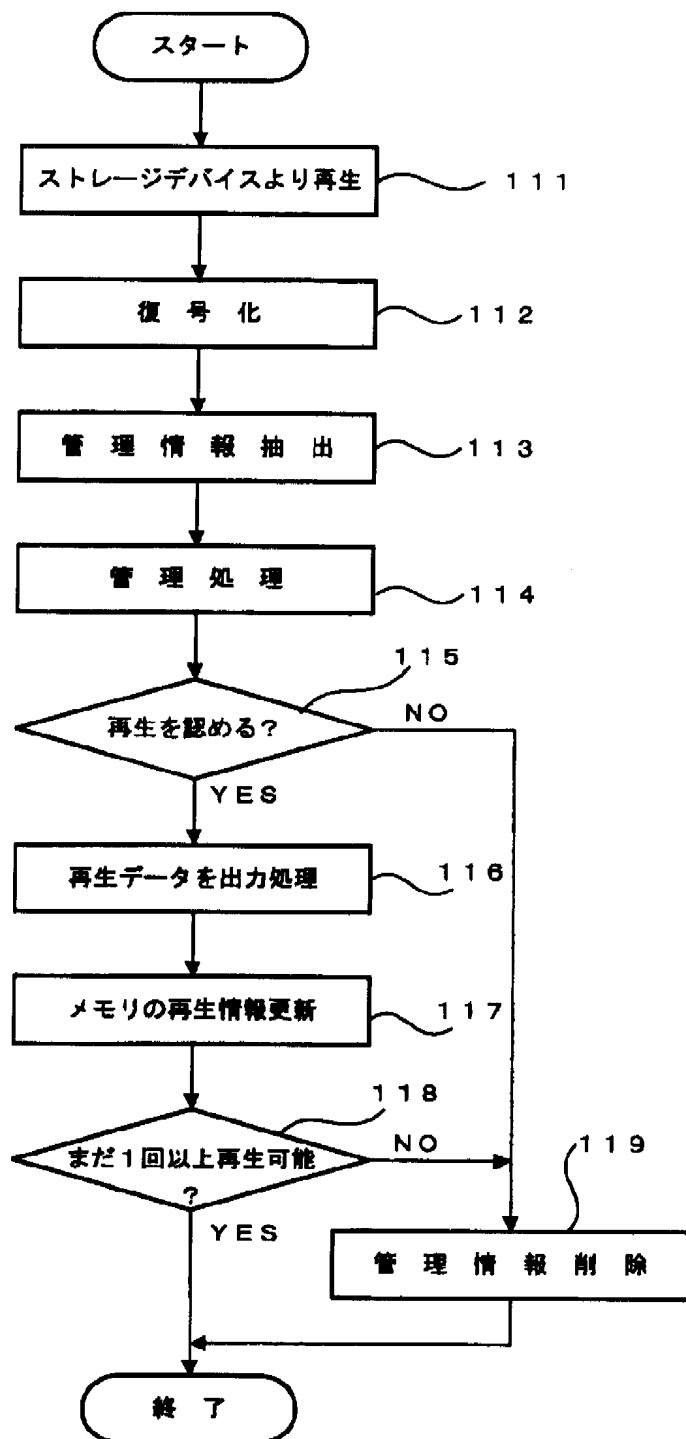 スタート
ストレージデバイスより再生
111
復号化
112
管理情報抽出
113
管理処理
114
115
再生を認める?
NO
YES
再生データを出力処理
116
メモリの再生情報更新
117
118
まだ1回以上再生可能
?
NO
YES
119
管理情報削除
終了